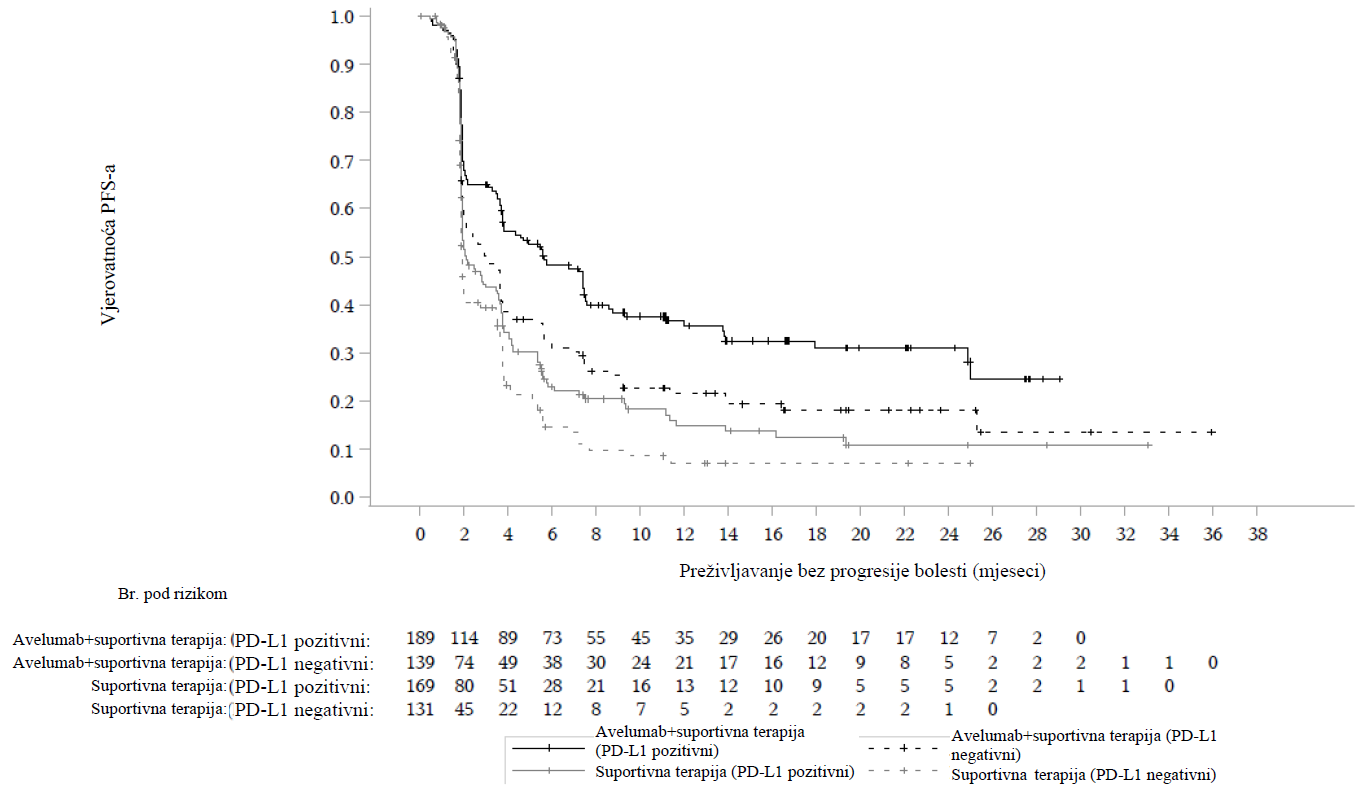 1.0
0.9
0.8
0.7
0.6
0.5
0.4
0.3
0.2
0.1
0.0
Vjerovatnoća PFS-a
0 2 4 6 8 10 12 14 16 18 20 22 24 26 28 30 32 34 36 38
Preživljavanje bez progresije bolesti (mjeseci)
Br. pod rizikom
Avelumab+suportivna terapija: (PD-L1 pozitivni: 189 114 89 73 55 45 35 29 26 20 17 17 12 7 2 0
Avelumab+suportivna terapija: (PD-L1 negativni: 139 74 49 38 30 24 21 17 16 12 9 8 5 2 2 2 1 1 0
Suportivna terapija: (PD-L1 pozitivni: 169 80 51 28 21 16 13 12 10 9 5 5 5 2 2 1 1 0
Suportivna terapija: (PD-L1 negativni: 131 45 22 12 8 7 5 2 2 2 2 2 1 0
Avelumab+suportivna terapija
(PD-L1 pozitivni)
Avelumab+suportivna terapija (PD-L1
negativni)
Suportivna terapija (PD-L1 pozitivni)
Suportivna terapija (PD-L1 negativni)